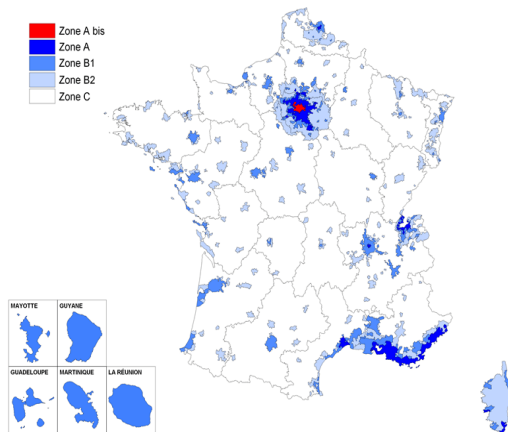 Zone A bis
Zone A
Zone B1
Zone B2
Zone C
MAYOTTE
GUYANE
GUADELOUPE
MARTINIQUE
LA RÉUNION